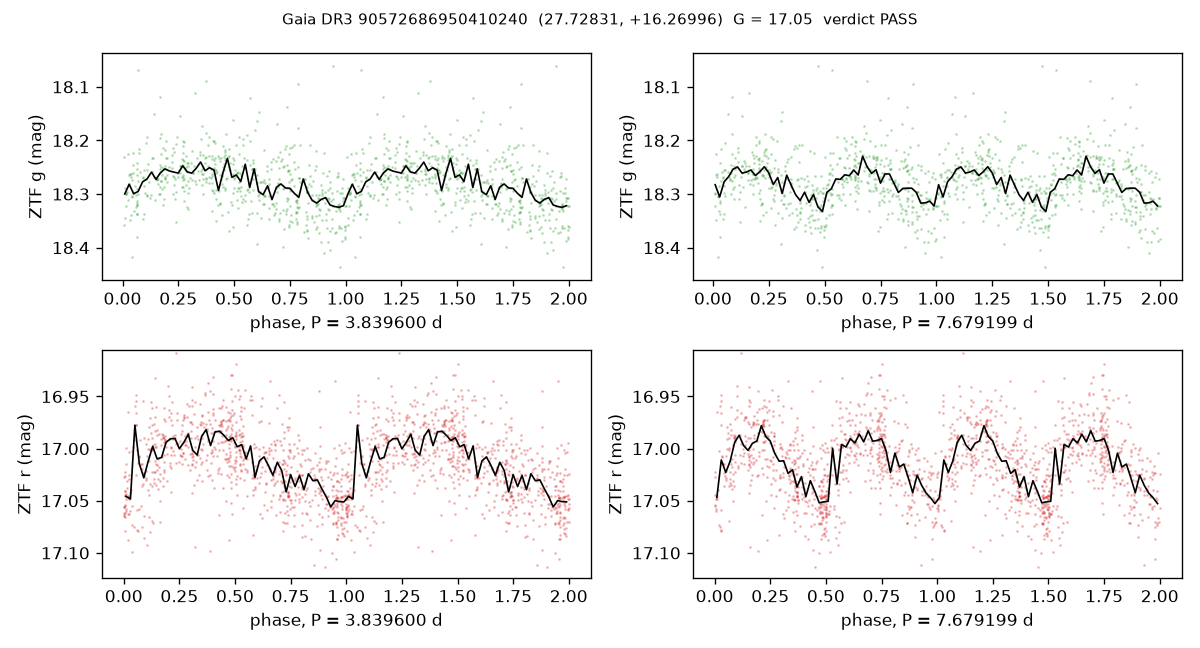 Gaia DR3 90572686950410240  (27.72831, +16.26996)  G = 17.05  verdict PASS
ZTF g (mag)
18.1
18.2
18.3
18.4
0.00 0.25 0.50 0.75 1.00 1.25 1.50 1.75 2.00
phase, P = 3.839600 d
ZTF g (mag)
18.1
18.2
18.3
18.4
0.00 0.25 0.50 0.75 1.00 1.25 1.50 1.75 2.00
phase, P = 7.679199 d
ZTF r (mag)
16.95
17.00
17.05
17.10
0.00 0.25 0.50 0.75 1.00 1.25 1.50 1.75 2.00
phase, P = 3.839600 d
ZTF r (mag)
16.95
17.00
17.05
17.10
0.00 0.25 0.50 0.75 1.00 1.25 1.50 1.75 2.00
phase, P = 7.679199 d